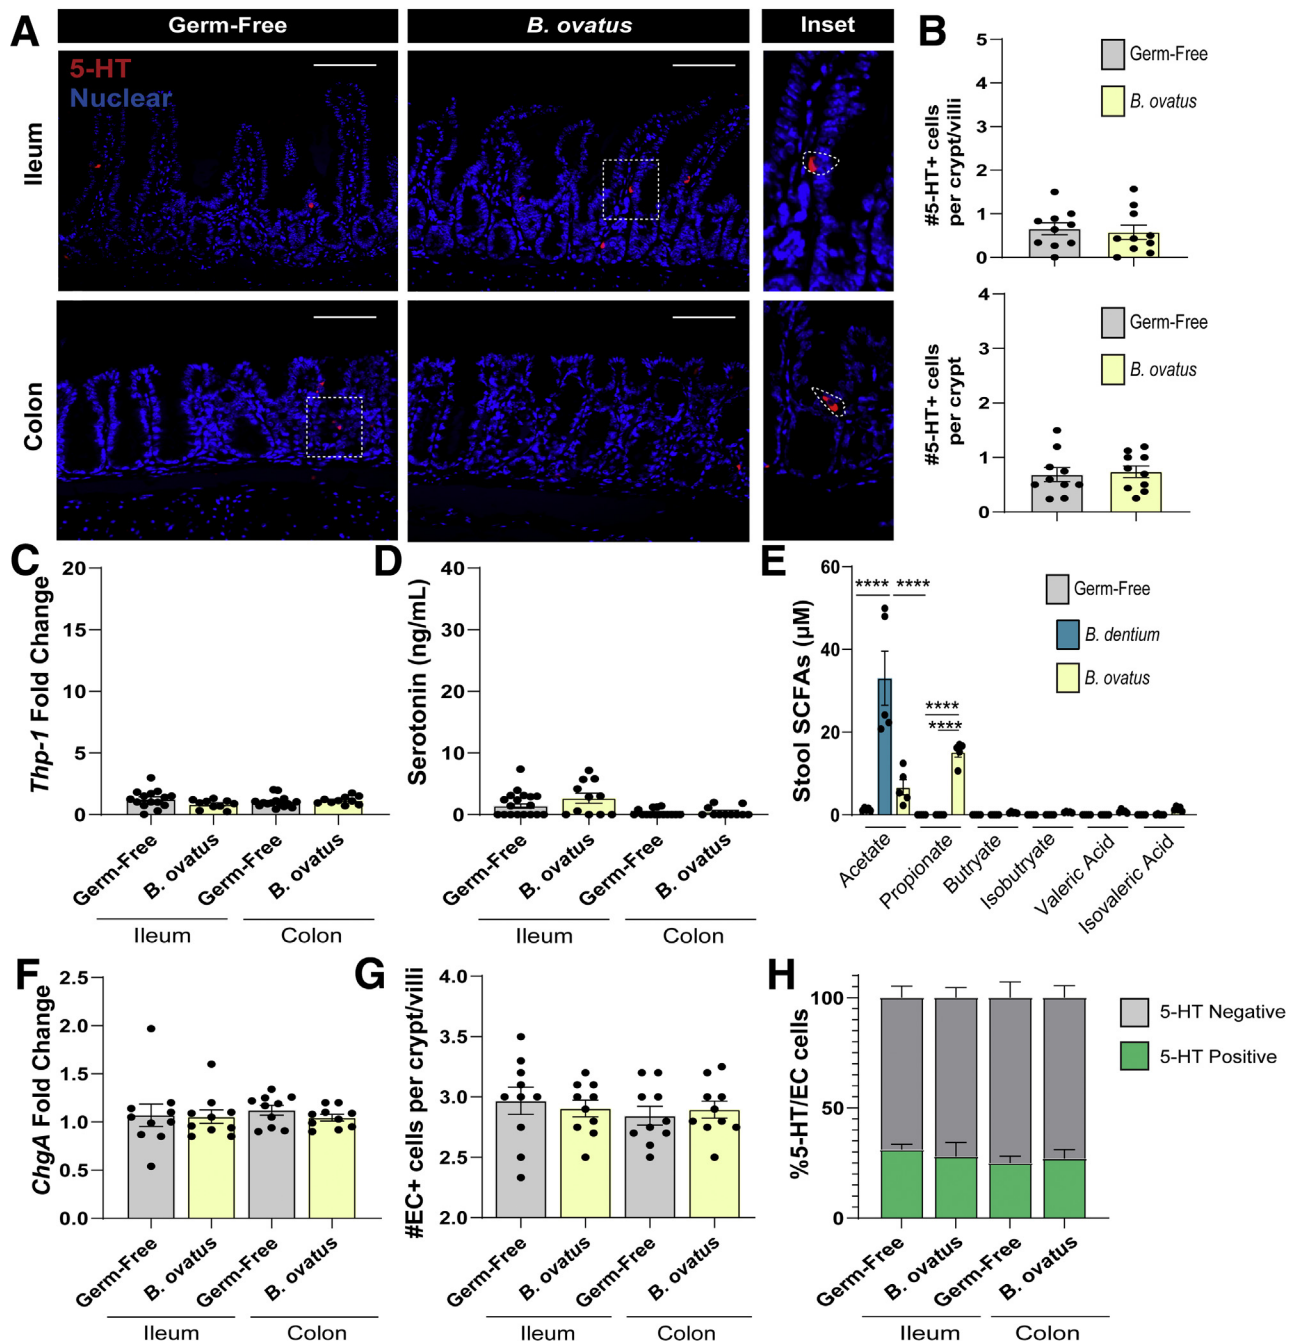 A
Germ-Free
B. ovatus
Inset
5-HT
Nuclear
Ileum
Colon
B
5
4
3
2
1
0
#5-HT+ cells
per crypt/villi
Germ-Free
B. ovatus
4
3
2
1
0
#5-HT+ cells
per crypt
Germ-Free
B. ovatus
C
20
15
10
5
0
Thp-1 Fold Change
Germ-Free
B. ovatus
Germ-Free
B. ovatus
Ileum
Colon
D
40
30
20
10
0
Serotonin (ng/mL)
Germ-Free
B. ovatus
Germ-Free
B. ovatus
Ileum
Colon
E
60
40
20
0
Stool SCFAs (µM)
**** ****
****
****
Germ-Free
B. dentium
B. ovatus
Acetate
Propionate
Butryate
Isobutryate
Valeric Acid
Isovaleric Acid
F
2.5
2.0
1.5
1.0
0.5
0.0
ChgA Fold Change
Germ-Free
B. ovatus
Germ-Free
B. ovatus
Ileum
Colon
G
4.0
3.5
3.0
2.5
2.0
#EC+ cells per crypt/villi
Germ-Free
B. ovatus
Germ-Free
B. ovatus
Ileum
Colon
H
100
50
0
%5-HT/EC cells
5-HT Negative
5-HT Positive
Germ-Free
B. ovatus
Germ-Free
B. ovatus
Ileum
Colon